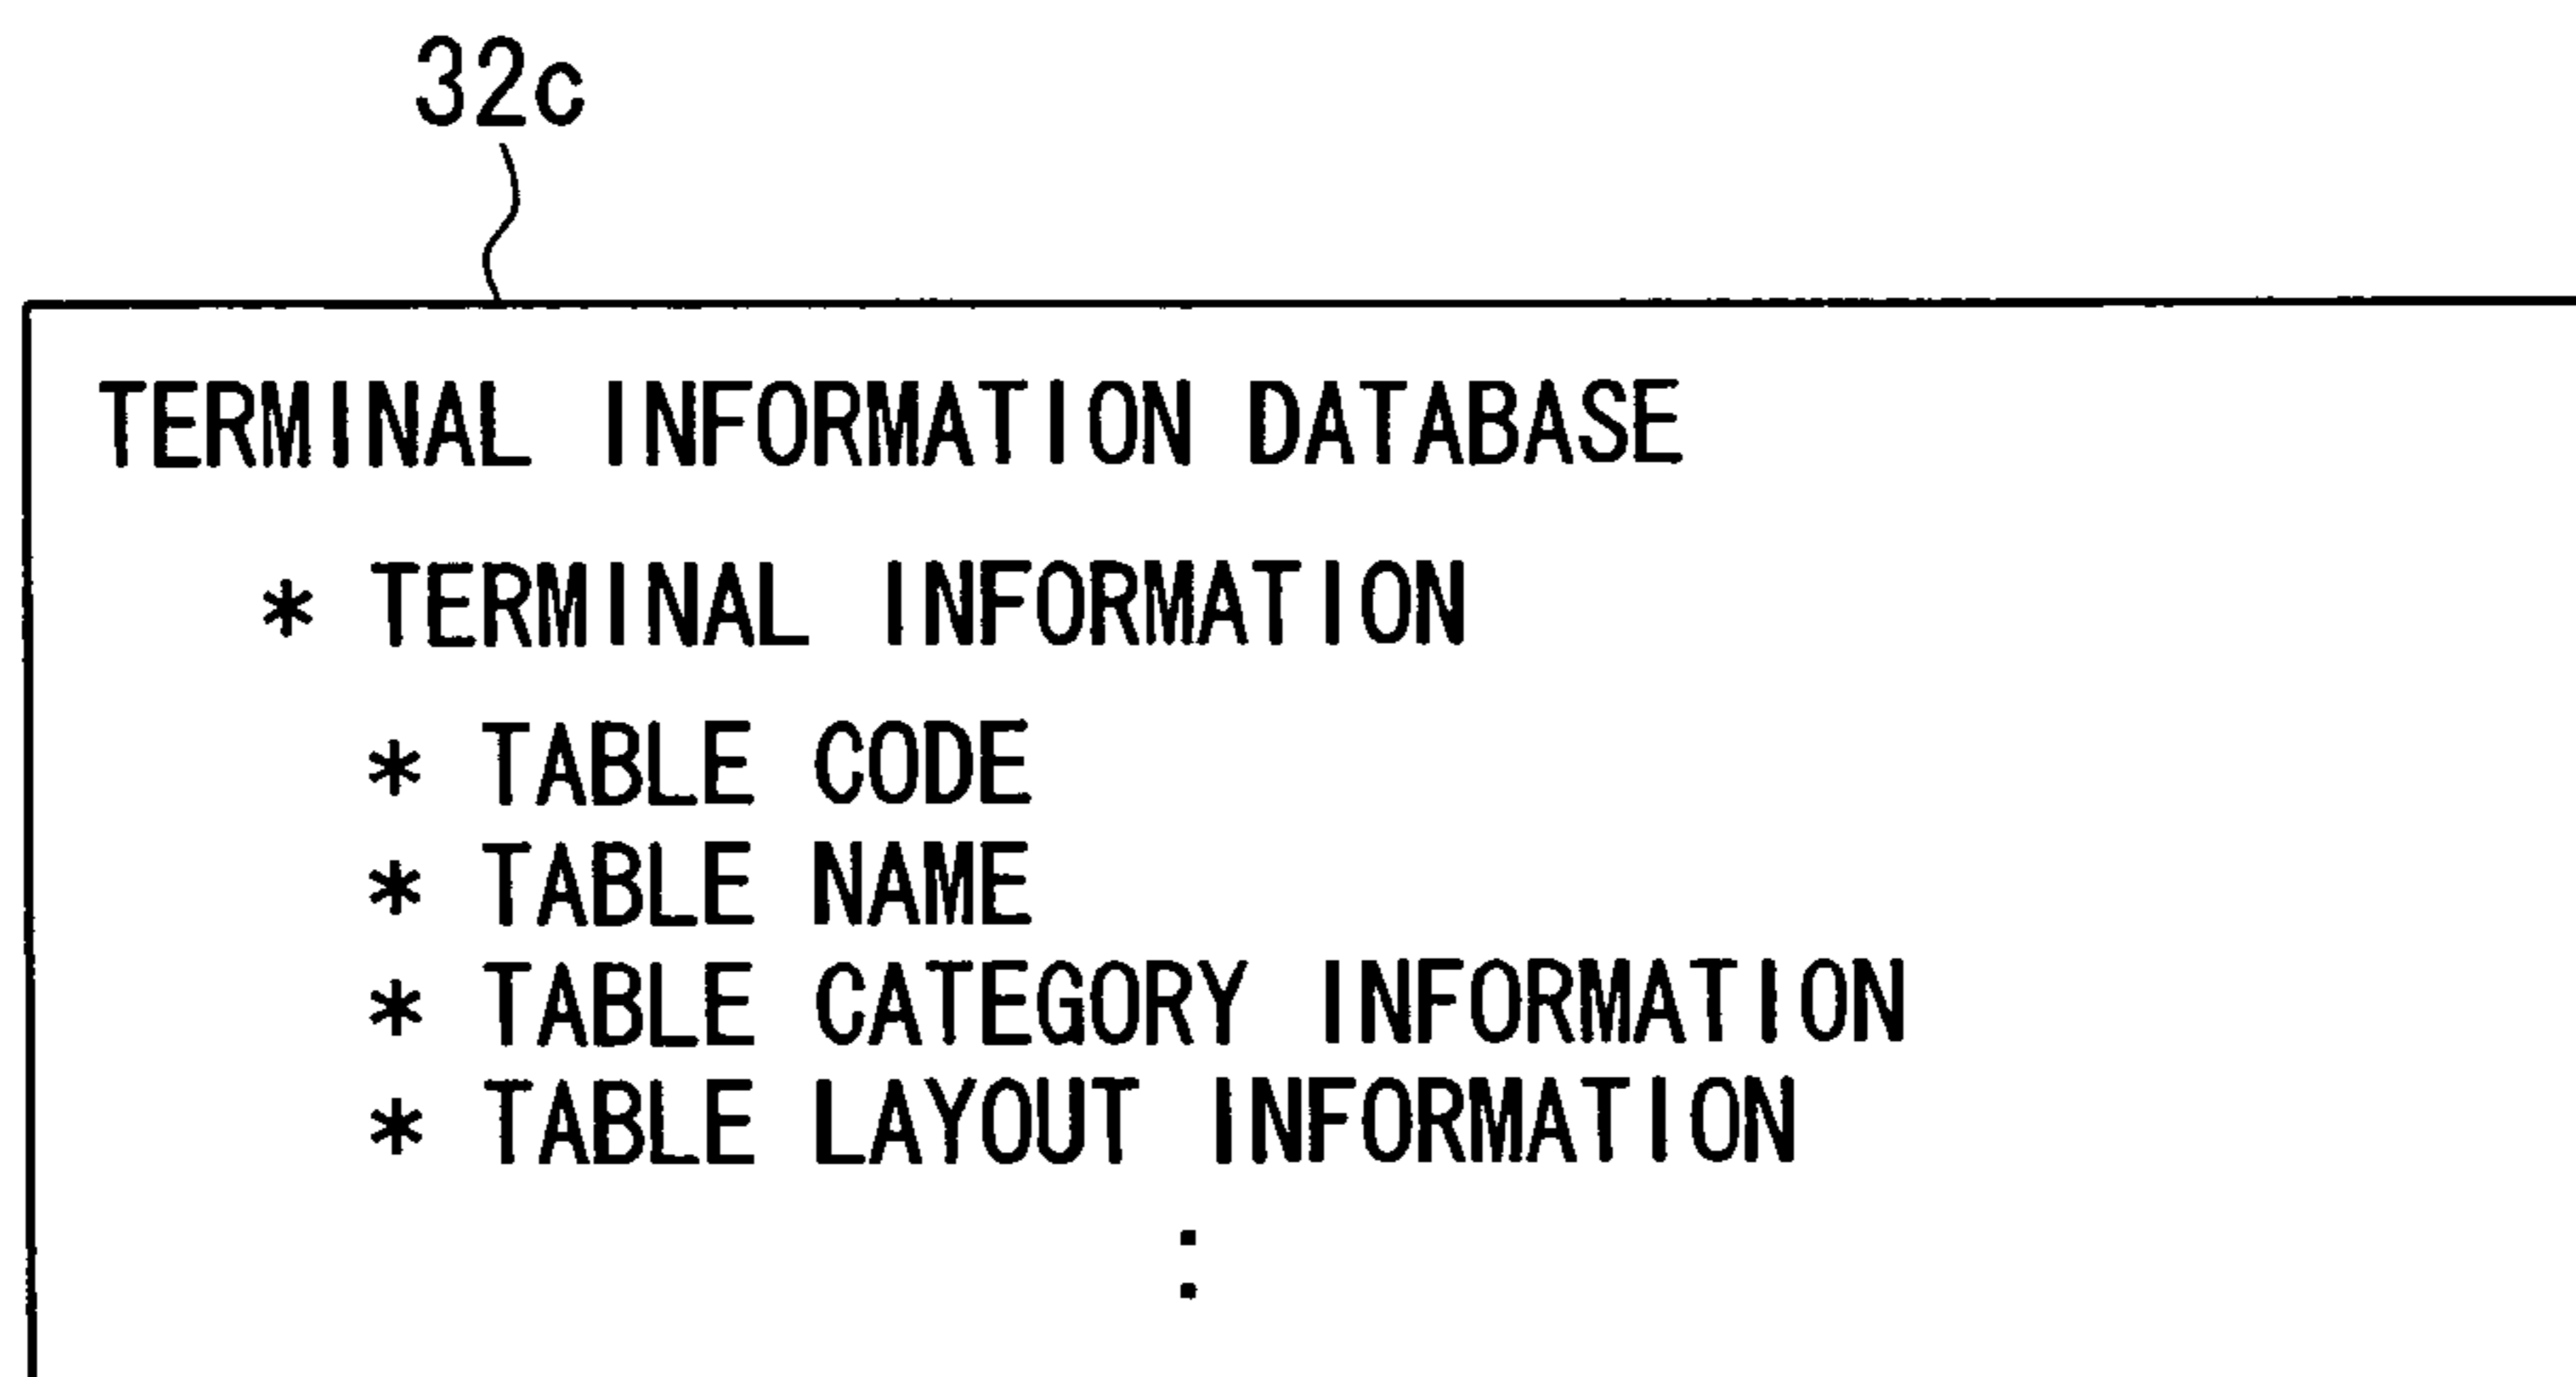 32c
TERMINAL INFORMATION DATABASE
* TERMINAL INFORMATION
* TABLE CODE
* TABLE NAME
* TABLE CATEGORY INFORMATION
* TABLE LAYOUT INFORMATION
: